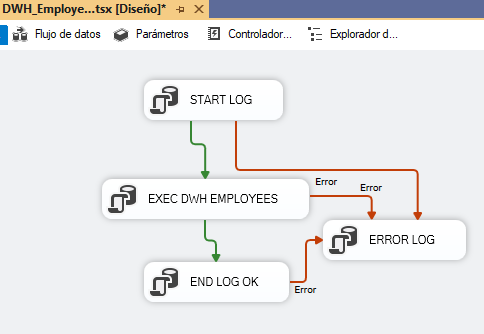 DWH_Employe...tsx [Diseño]*
Flujo de datos Parámetros Controlador... Explorador d...
START LOG
Error
Error
EXEC DWH EMPLOYEES
ERROR LOG
END LOG OK
Error